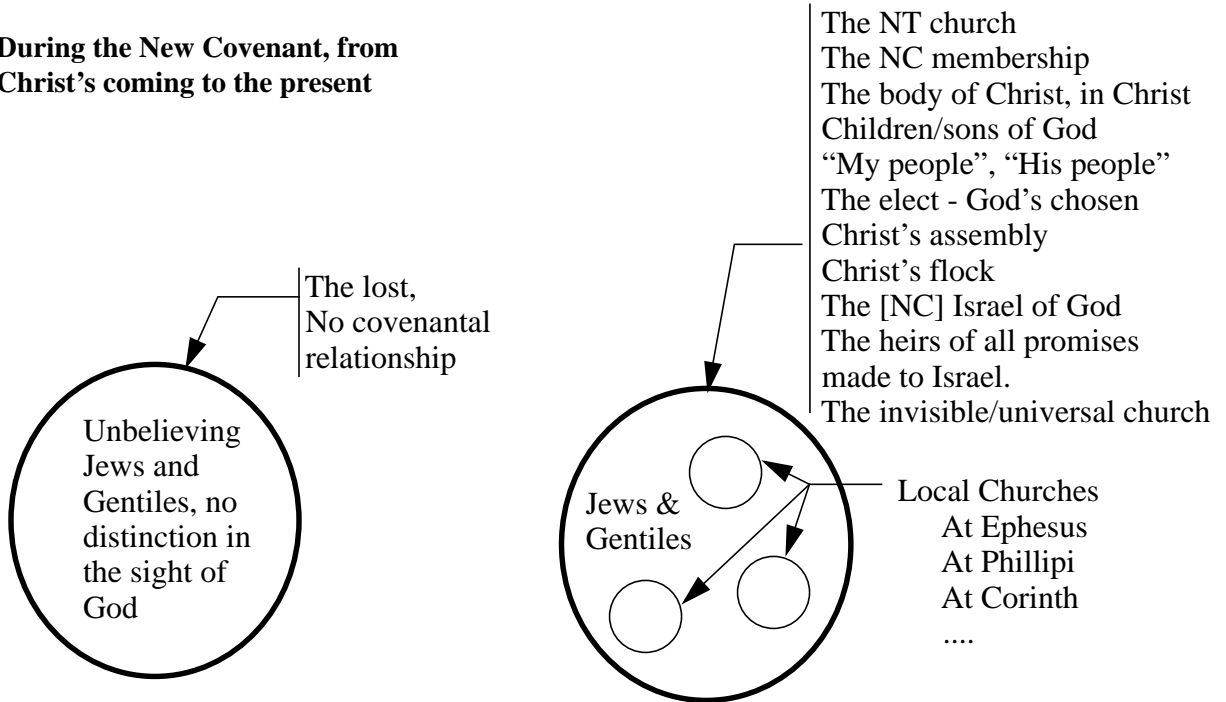 During the New Covenant, from
Christ's coming to the present
The lost,
No covenantal
relationship
Unbelieving
Jews and
Gentiles, no
distinction in
the sight of
God
The NT church
The NC membership
The body of Christ, in Christ
Children/sons of God
“My people”, “His people”
The elect - God’s chosen
Christ’s assembly
Christ’s flock
The [NC] Israel of God
The heirs of all promises
made to Israel.
The invisible/universal church
Jews &
Gentiles
Local Churches
At Ephesus
At Phillipi
At Corinth
....